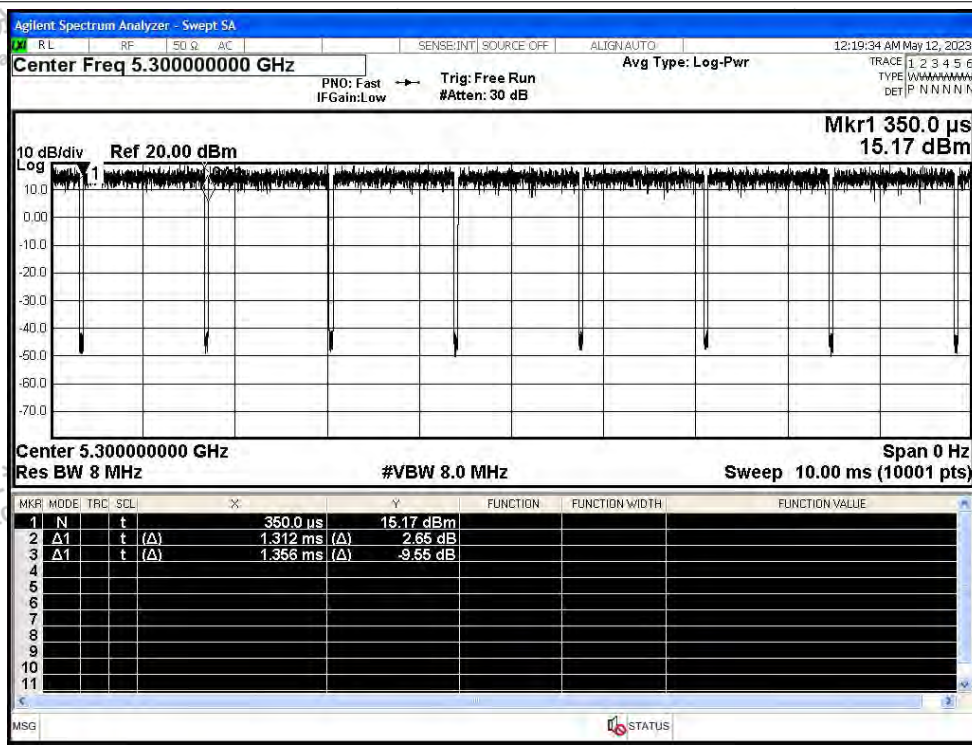 Agilent Spectrum Analyzer - Swept SA
RL RF 50 Ω AC SENSE:INT SOURCE OFF ALIGN AUTO 12:19:34 AM May 12, 2023
Center Freq 5.300000000 GHz Avg Type: Log-Pwr TRACE 1 2 3 4 5 6
PNO: Fast Trig: Free Run TYPE WWWWWW
IFGain:Low #Atten: 30 dB DET P N N N N N
Mkr1 350.0 µs
10 dB/div Ref 20.00 dBm 15.17 dBm
Log
1
10.0
0.00
-10.0
-20.0
-30.0
-40.0
-50.0
-60.0
-70.0
Center 5.300000000 GHz Span 0 Hz
Res BW 8 MHz #VBW 8.0 MHz Sweep 10.00 ms (10001 pts)
MKR MODE TRC SCL X Y FUNCTION FUNCTION WIDTH FUNCTION VALUE
1 N t 350.0 µs 15.17 dBm
2 Δ1 t (Δ) 1.312 ms (Δ) 2.65 dB
3 Δ1 t (Δ) 1.356 ms (Δ) -9.55 dB
4
5
6
7
8
9
10
11
MSG STATUS